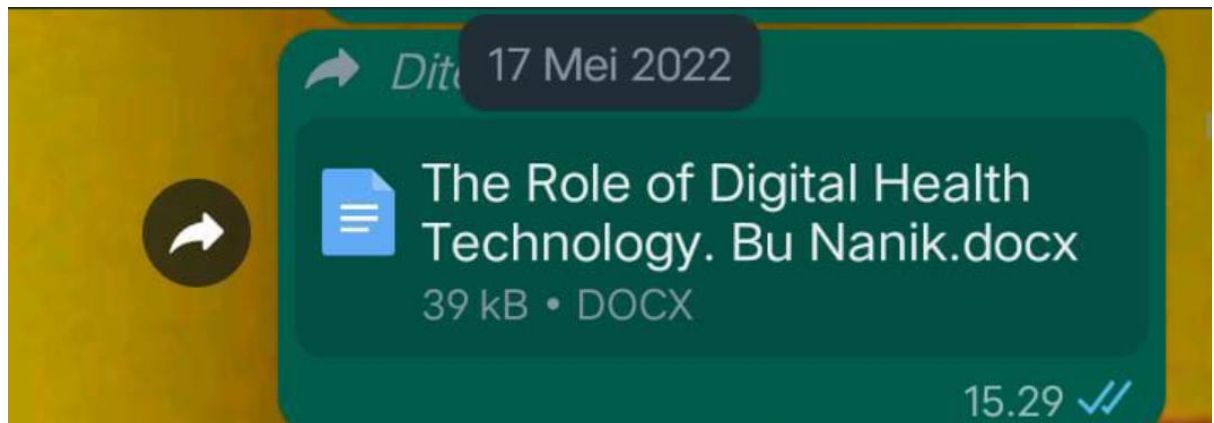 17 Mei 2022
The Role of Digital Health
Technology. Bu Nanik.docx
39 kB • DOCX
15.29